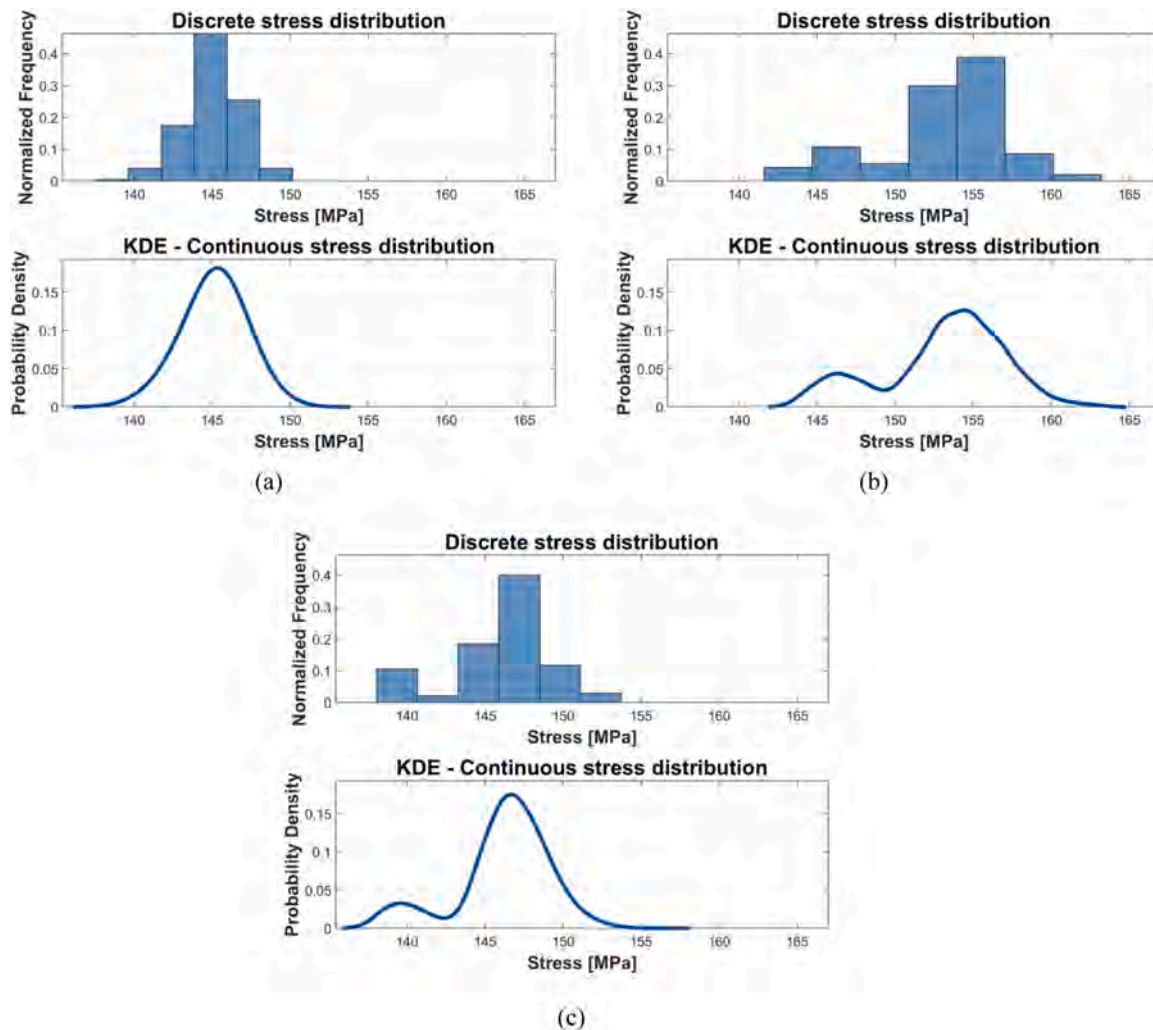 Discrete stress distribution
Normalized Frequency
0.4
0.3
0.2
0.1
0
140 145 150 155 160 165
Stress [MPa]
KDE - Continuous stress distribution
Probability Density
0.15
0.1
0.05
0
140 145 150 155 160 165
Stress [MPa]
(a)
Discrete stress distribution
Normalized Frequency
0.4
0.3
0.2
0.1
0
140 145 150 155 160 165
Stress [MPa]
KDE - Continuous stress distribution
Probability Density
0.15
0.1
0.05
0
140 145 150 155 160 165
Stress [MPa]
(b)
Discrete stress distribution
Normalized Frequency
0.4
0.3
0.2
0.1
0
140 145 150 155 160 165
Stress [MPa]
KDE - Continuous stress distribution
Probability Density
0.15
0.1
0.05
0
140 145 150 155 160 165
Stress [MPa]
(c)